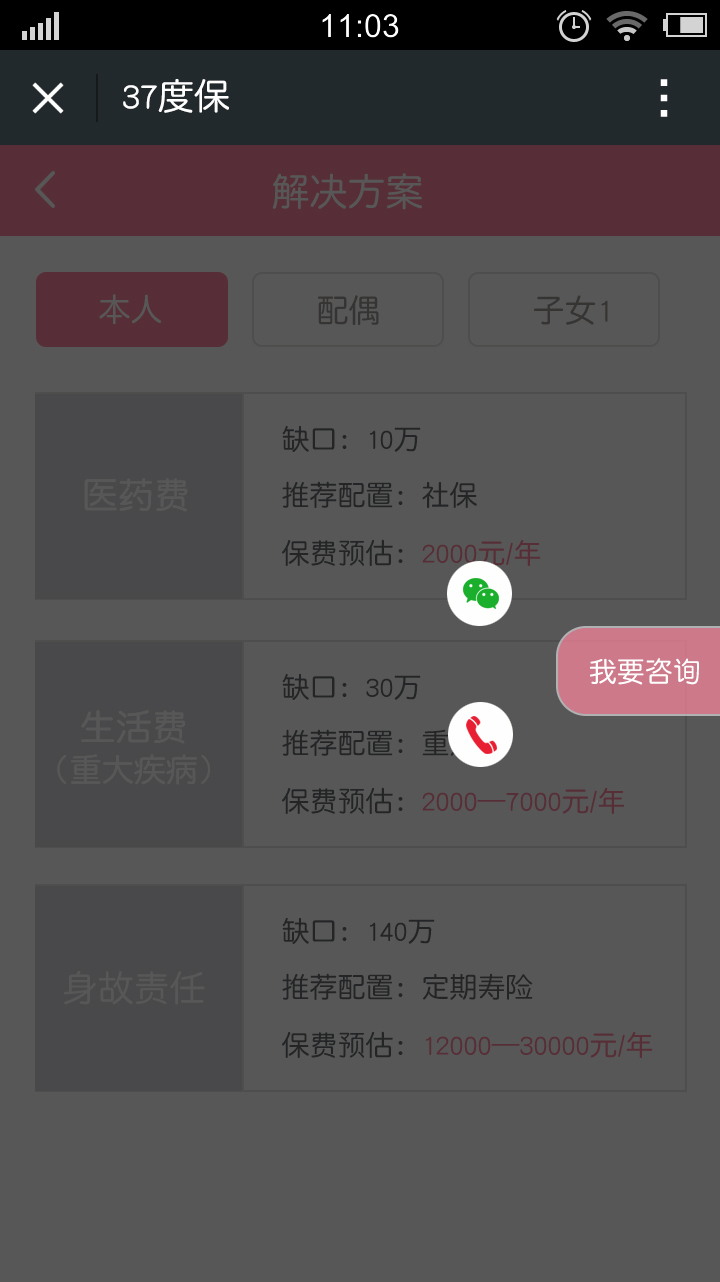 11:03
37度保
解决方案
本人 配偶 子女1
医药费
缺口：10万
推荐配置：社保
保费预估：2000元/年
我要咨询
生活费
（重大疾病）
缺口：30万
推荐配置：重
保费预估：2000—7000元/年
身故责任
缺口：140万
推荐配置：定期寿险
保费预估：12000—30000元/年